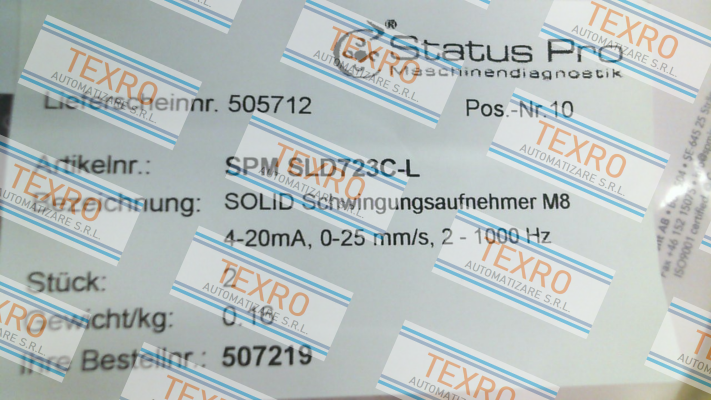 Status Pro
Maschinendiagnostik
Lieferscheinnr. 505712 Pos.-Nr.10
Artikelnr.: SPM SLD723C-L
Bezeichnung: SOLID Schwingungsaufnehmer M8
4-20mA, 0-25 mm/s, 2 - 1000 Hz
Stück: 2
Gewicht/kg: 0.16
Ihre Bestellnr.: 507219
TEXRO
AUTOMATIZARE S.R.L.